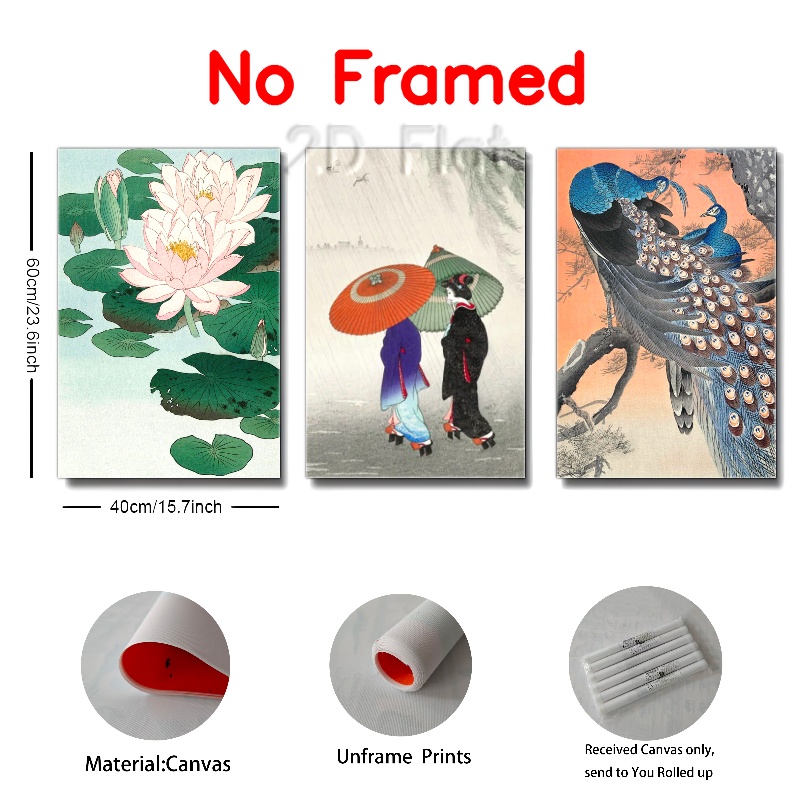 No Framed
2D Flat
60cm/23.6inch
40cm/15.7inch
Material:Canvas
Unframe Prints
Received Canvas only,
send to You Rolled up